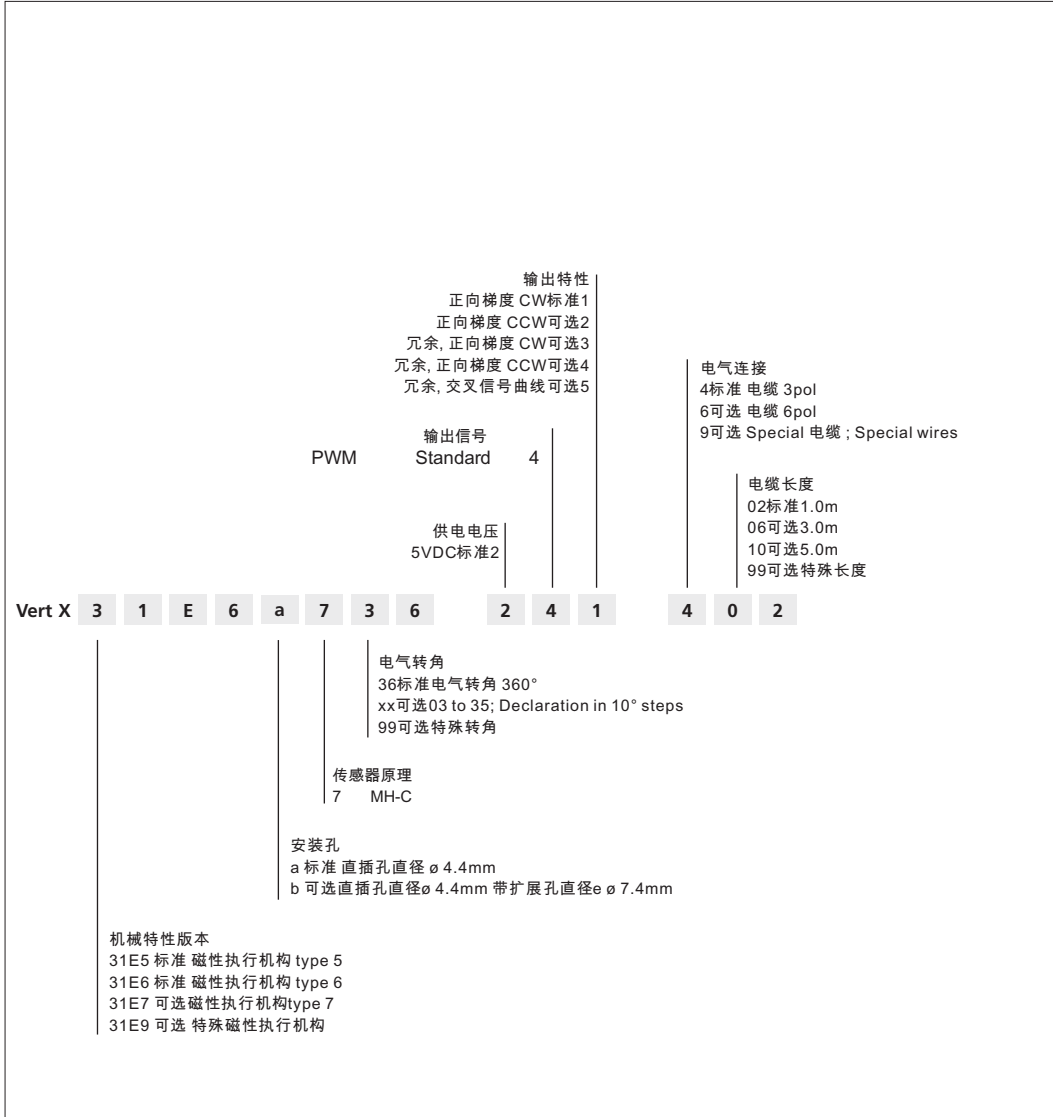 输出特性
正向梯度 CW标准1
正向梯度 CCW可选2
冗余, 正向梯度 CW可选3
冗余, 正向梯度 CCW可选4
冗余, 交叉信号曲线可选5
电气连接
4标准 电缆 3pol
6可选 电缆 6pol
9可选 Special 电缆 ; Special wires
输出信号
PWM Standard 4
电缆长度
02标准1.0m
06可选3.0m
10可选5.0m
99可选特殊长度
供电电压
5VDC标准2
Vert X 3 1 E 6 a 7 3 6 2 4 1 4 0 2
电气转角
36标准电气转角 360°
xx可选03 to 35; Declaration in 10° steps
99可选特殊转角
传感器原理
7 MH-C
安装孔
a 标准 直插孔直径 ø 4.4mm
b 可选直插孔直径ø 4.4mm 带扩展孔直径e ø 7.4mm
机械特性版本
31E5 标准 磁性执行机构 type 5
31E6 标准 磁性执行机构 type 6
31E7 可选磁性执行机构type 7
31E9 可选 特殊磁性执行机构